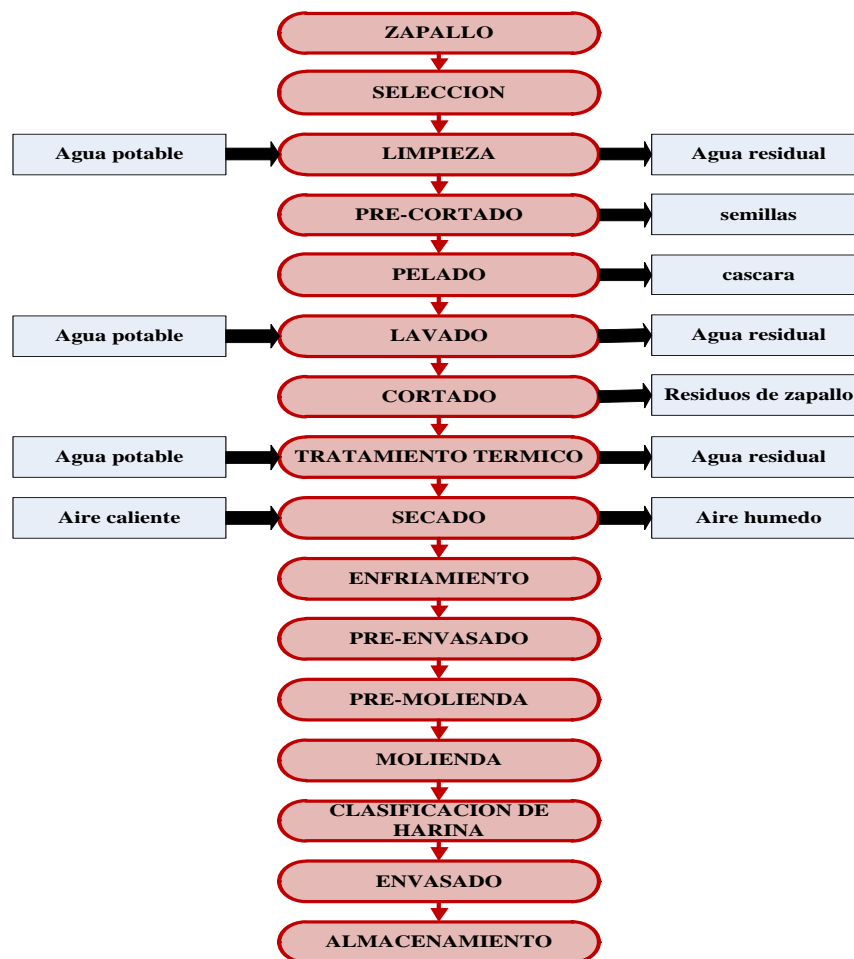 ZAPALLO
SELECCION
Agua potable
LIMPIEZA
Agua residual
PRE-CORTADO
semillas
PELADO
cascara
Agua potable
LAVADO
Agua residual
CORTADO
Residuos de zapallo
Agua potable
TRATAMIENTO TERMICO
Agua residual
Aire caliente
SECADO
Aire humedo
ENFRIAMIENTO
PRE-ENVASADO
PRE-MOLIENDA
MOLIENDA
CLASIFICACION DE
HARINA
ENVASADO
ALMACENAMIENTO